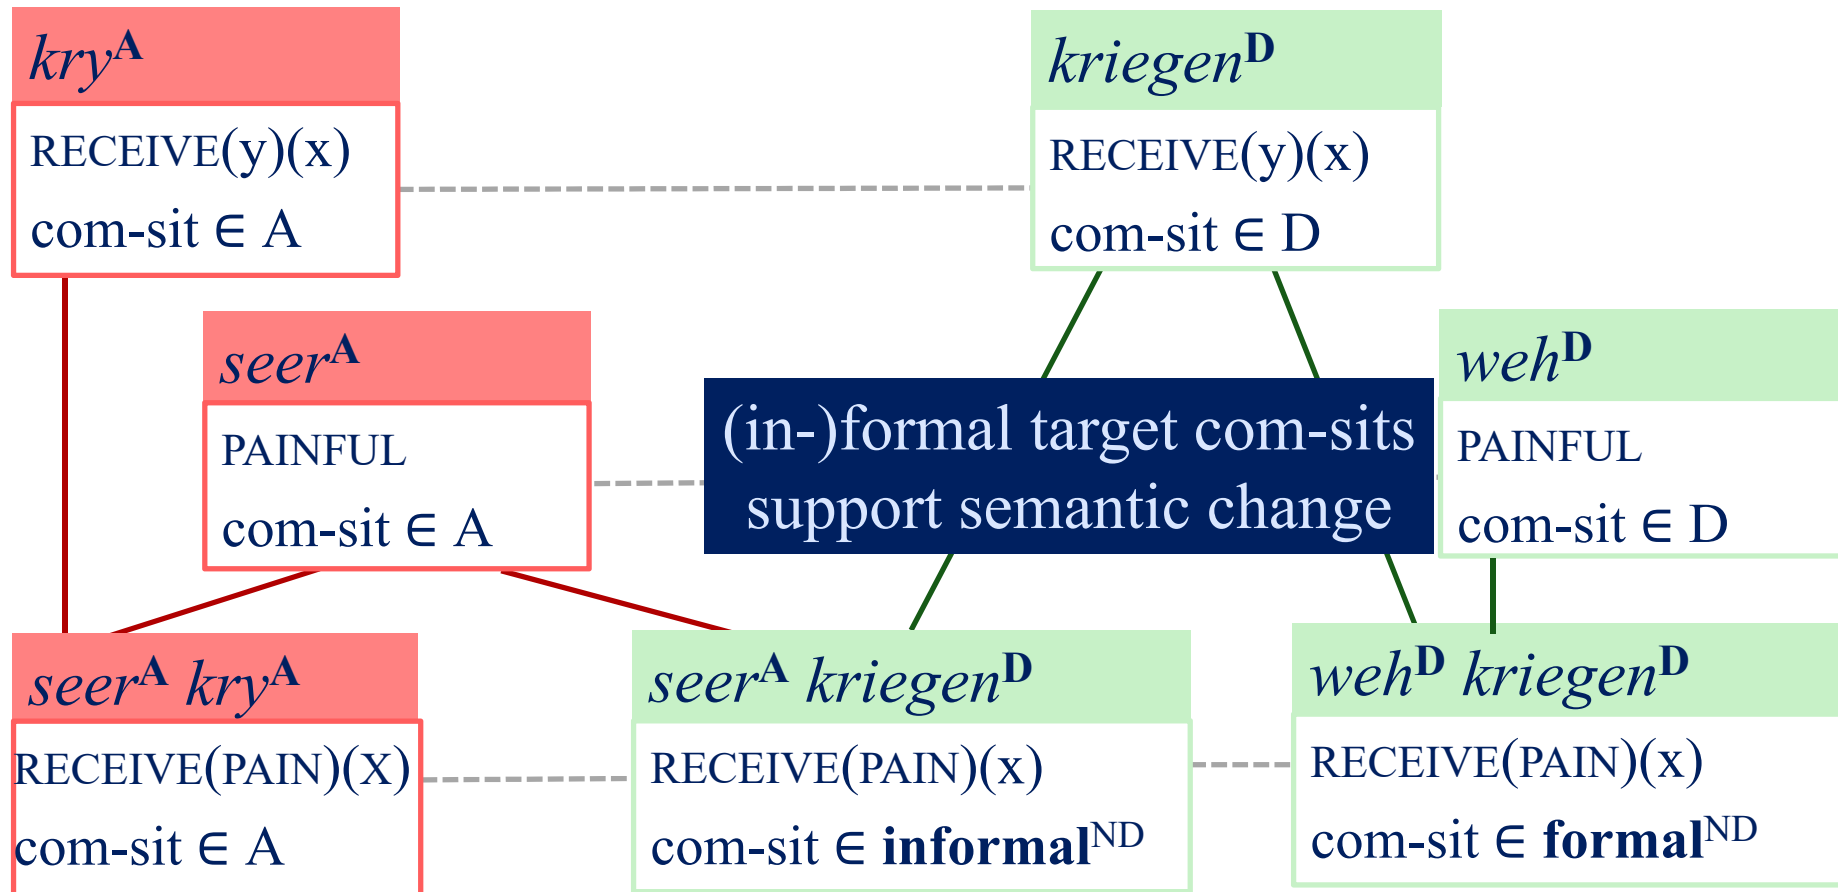 kryᴬ
RECEIVE(y)(x)
com-sit ∈ A
kriegenᴰ
RECEIVE(y)(x)
com-sit ∈ D
seerᴬ
PAINFUL
com-sit ∈ A
(in-)formal target com-sits
support semantic change
wehᴰ
PAINFUL
com-sit ∈ D
seerᴬ kryᴬ
RECEIVE(PAIN)(X)
com-sit ∈ A
seerᴬ kriegenᴰ
RECEIVE(PAIN)(x)
com-sit ∈ informalᴺᴰ
wehᴰ kriegenᴰ
RECEIVE(PAIN)(x)
com-sit ∈ formalᴺᴰ